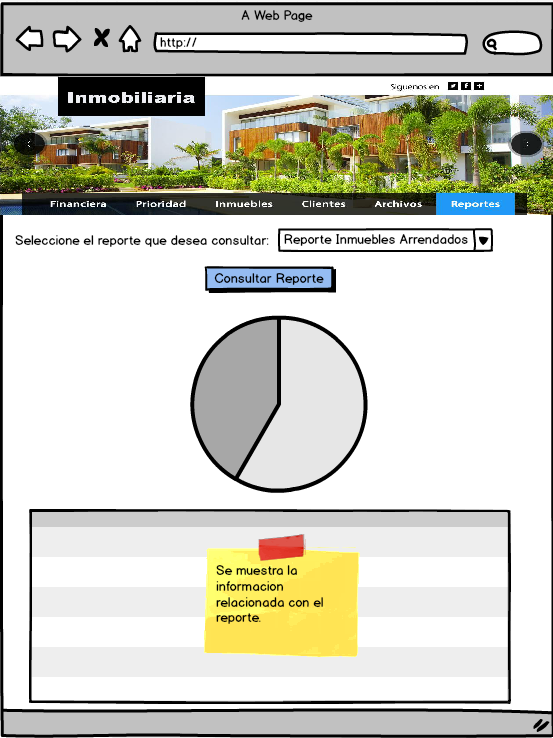 A Web Page
http://
Inmobiliaria
Siguenos en
Financiera Prioridad Inmuebles Clientes Archivos Reportes
Seleccione el reporte que desea consultar: Reporte Inmuebles Arrendados
Consultar Reporte
Se muestra la
informacion
relacionada con el
reporte.